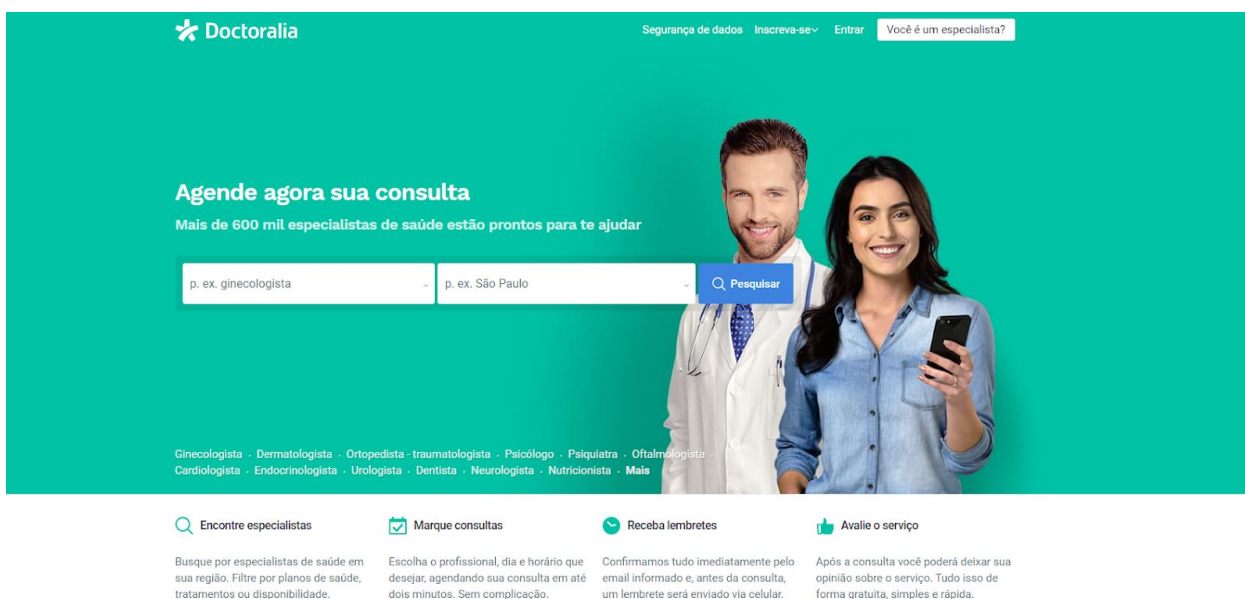 Doctoralia
Segurança de dados Inscreva-se Entrar Você é um especialista?
Agende agora sua consulta
Mais de 600 mil especialistas de saúde estão prontos para te ajudar
p. ex. ginecologista p. ex. São Paulo Pesquisar
Ginecologista · Dermatologista · Ortopedista - traumatologista · Psicólogo · Psiquiatra · Oftalmologista ·
Cardiologista · Endocrinologista · Urologista · Dentista · Neurologista · Nutricionista · Mais
Encontre especialistas
Busque por especialistas de saúde em
sua região. Filtre por planos de saúde,
tratamentos ou disponibilidade.
Marque consultas
Escolha o profissional, dia e horário que
desejar, agendando sua consulta em até
dois minutos. Sem complicação.
Receba lembretes
Confirmamos tudo imediatamente pelo
email informado e, antes da consulta,
um lembrete será enviado via celular.
Avalie o serviço
Após a consulta você poderá deixar sua
opinião sobre o serviço. Tudo isso de
forma gratuita, simples e rápida.